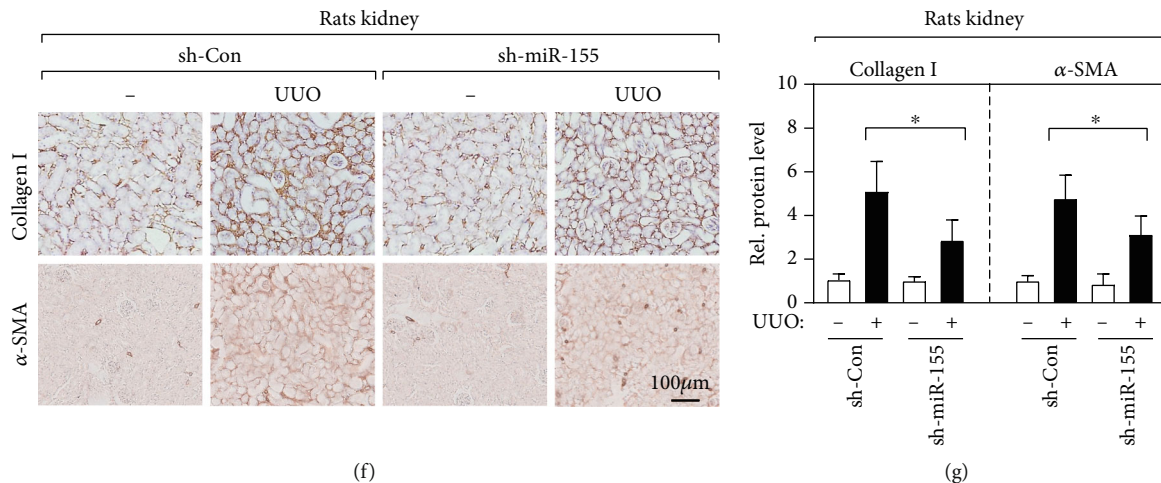 Rats kidney
sh-Con sh-miR-155
– UUO – UUO
Collagen I
α-SMA
100μm
(f)
Rats kidney
Collagen I α-SMA
Rel. protein level
10
8
6
4
2
0
*
*
UUO: – + – + – + – +
sh-Con
sh-miR-155
sh-Con
sh-miR-155
(g)